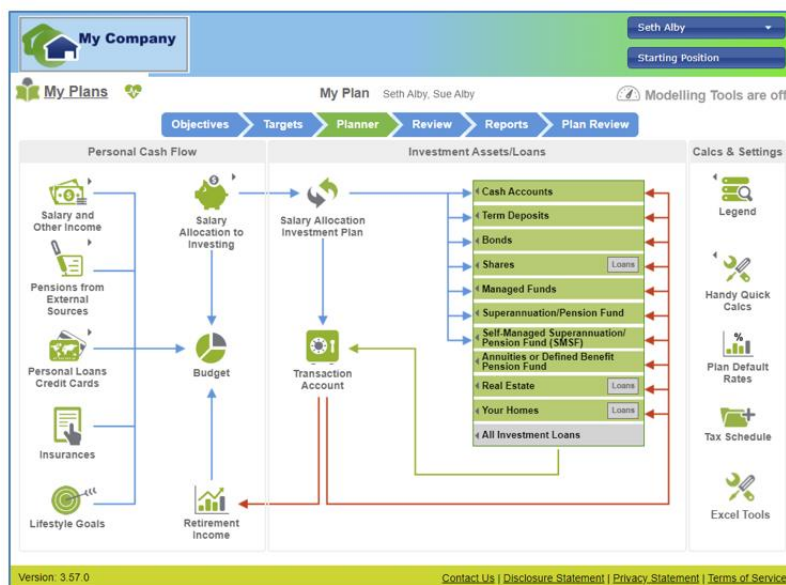 My Company
Seth Alby
Starting Position
My Plans
My Plan Seth Alby, Sue Alby
Modelling Tools are off
Objectives
Targets
Planner
Review
Reports
Plan Review
Personal Cash Flow
Investment Assets/Loans
Calcs & Settings
Salary and
Other Income
Pensions from
External
Sources
Personal Loans
Credit Cards
Insurances
Lifestyle Goals
Salary
Allocation to
Investing
Budget
Retirement
Income
Salary Allocation
Investment Plan
Transaction
Account
Cash Accounts
Term Deposits
Bonds
Shares Loans
Managed Funds
Superannuation/Pension Fund
Self-Managed Superannuation/
Pension Fund (SMSF)
Annuities or Defined Benefit
Pension Fund
Real Estate Loans
Your Homes Loans
All Investment Loans
Legend
Handy Quick
Calcs
%
Plan Default
Rates
Tax Schedule
Excel Tools
Version: 3.57.0
Contact Us | Disclosure Statement | Privacy Statement | Terms of Service